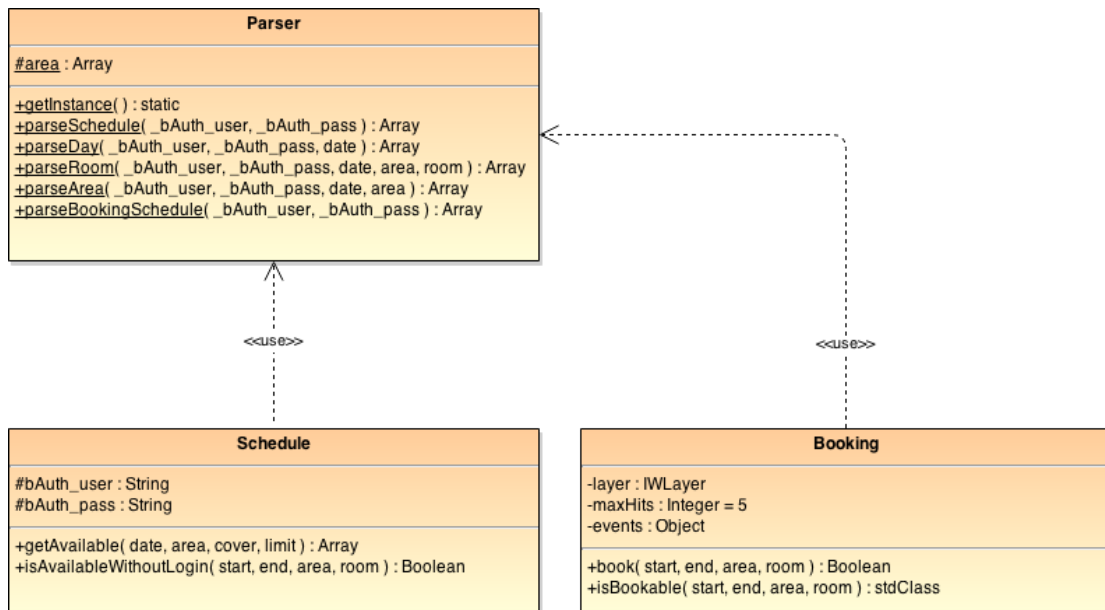 Parser
#area : Array
+getInstance( ) : static
+parseSchedule( _bAuth_user, _bAuth_pass ) : Array
+parseDay( _bAuth_user, _bAuth_pass, date ) : Array
+parseRoom( _bAuth_user, _bAuth_pass, date, area, room ) : Array
+parseArea( _bAuth_user, _bAuth_pass, date, area ) : Array
+parseBookingSchedule( _bAuth_user, _bAuth_pass ) : Array
<<use>>
<<use>>
Schedule
#bAuth_user : String
#bAuth_pass : String
+getAvailable( date, area, cover, limit ) : Array
+isAvailableWithoutLogin( start, end, area, room ) : Boolean
Booking
-layer : IWLayer
-maxHits : Integer = 5
-events : Object
+book( start, end, area, room ) : Boolean
+isBookable( start, end, area, room ) : stdClass